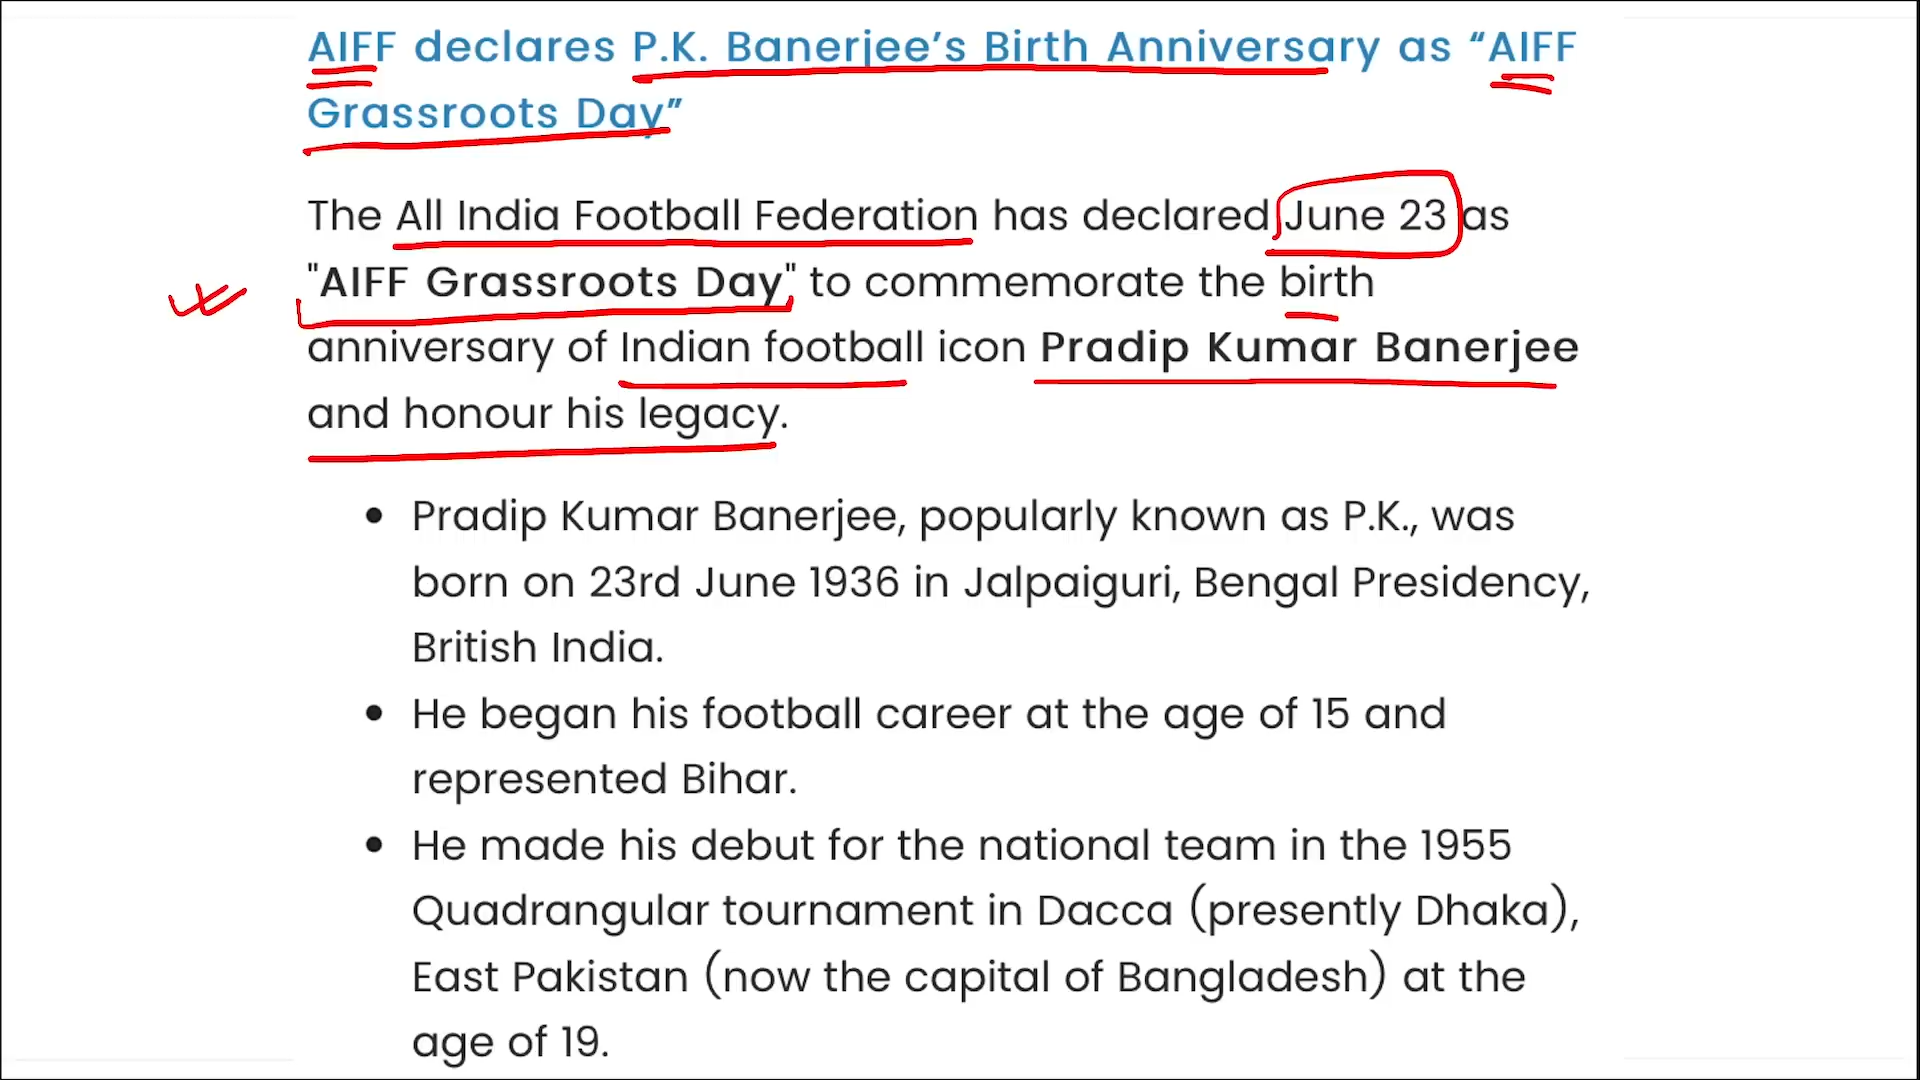 AIFF declares P.K. Banerjee’s Birth Anniversary as “AIFF
Grassroots Day”
The All India Football Federation has declared June 23 as
"AIFF Grassroots Day" to commemorate the birth
anniversary of Indian football icon Pradip Kumar Banerjee
and honour his legacy.
• Pradip Kumar Banerjee, popularly known as P.K., was
born on 23rd June 1936 in Jalpaiguri, Bengal Presidency,
British India.
• He began his football career at the age of 15 and
represented Bihar.
• He made his debut for the national team in the 1955
Quadrangular tournament in Dacca (presently Dhaka),
East Pakistan (now the capital of Bangladesh) at the
age of 19.